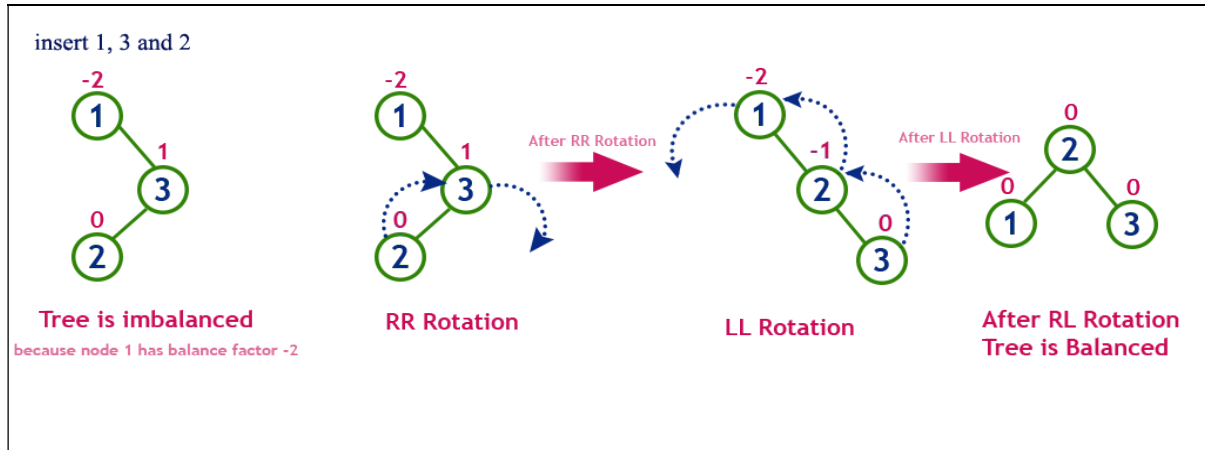 insert 1, 3 and 2
-2
1
1
3
0
2
Tree is imbalanced
because node 1 has balance factor -2
-2
1
1
3
0
2
RR Rotation
After RR Rotation
-2
1
-1
2
0
3
LL Rotation
After LL Rotation
0
2
0
1
0
3
After RL Rotation
Tree is Balanced